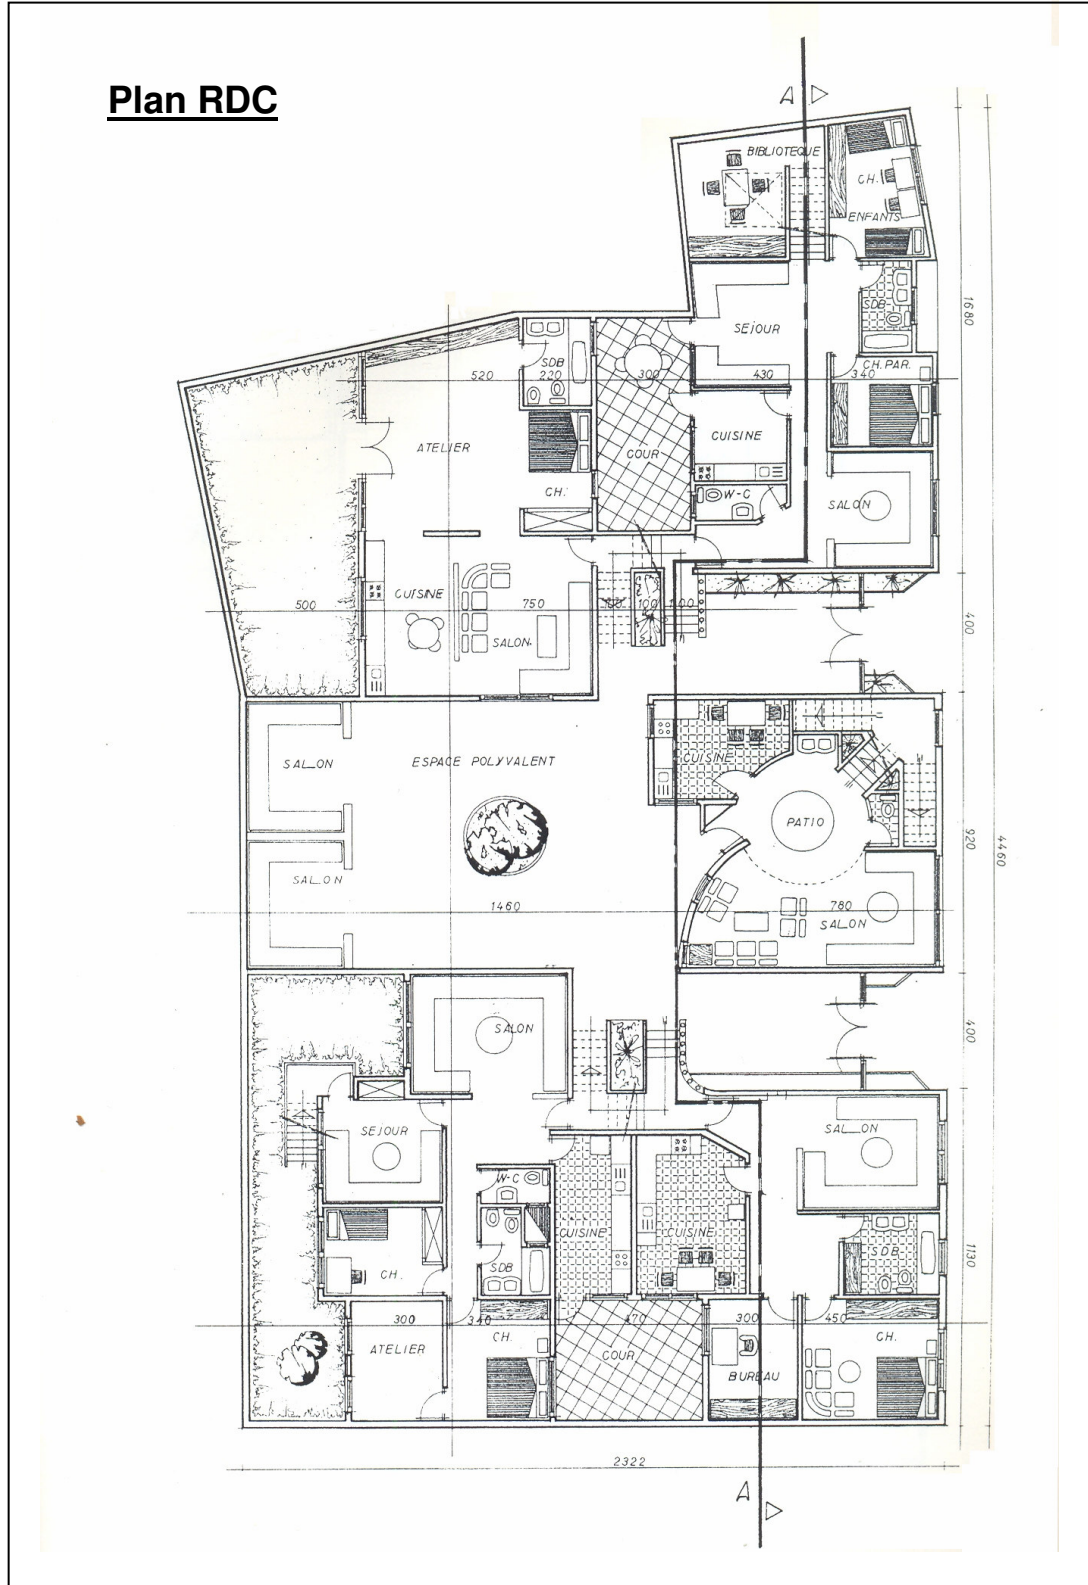 Plan RDC
A
BIBLIOTEQUE
CH.
ENFANTS
SDB
SEJOUR
1680
SDB
CH. PAR.
520
220
300
430
340
ATELIER
COUR
CUISINE
CH.
W-C
SALON
CUISINE
500
750
100
100
100
400
SALON
CUISINE
SALON
ESPACE POLYVALENT
PATIO
920
4460
SALON
1460
780
SALON
SALON
400
SEJOUR
SALON
W-C
CUISINE
CUISINE
SDB
1130
CH.
SDB
300
340
470
300
450
ATELIER
CH.
COUR
CH.
BUREAU
2322
A